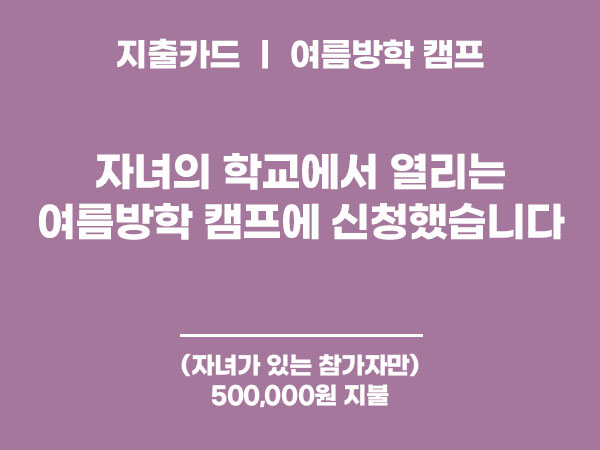 지출카드 ㅣ 여름방학 캠프
자녀의 학교에서 열리는
여름방학 캠프에 신청했습니다
(자녀가 있는 참가자만)
500,000원 지불